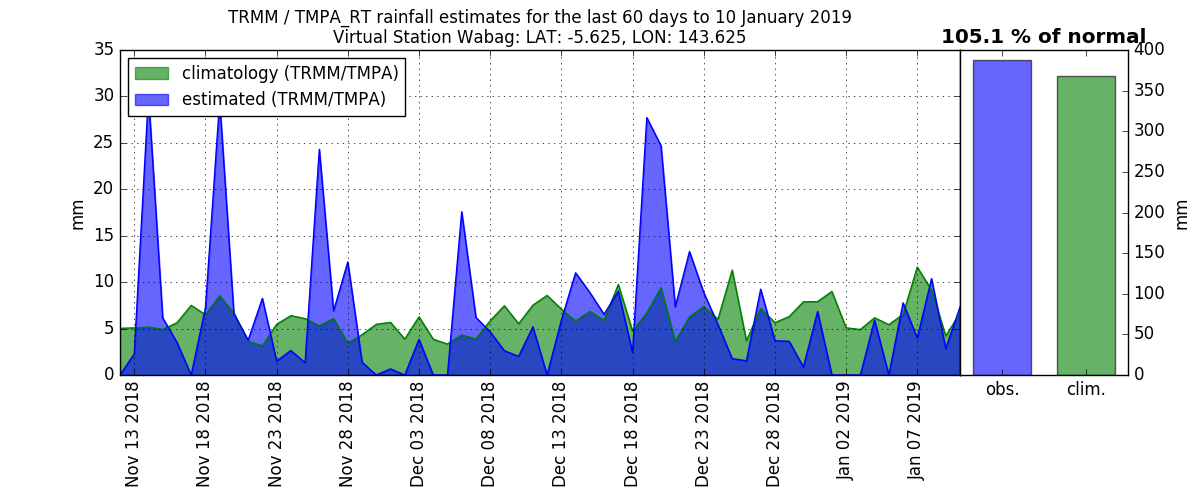 TRMM / TMPA_RT rainfall estimates for the last 60 days to 10 January 2019
Virtual Station Wabag: LAT: -5.625, LON: 143.625
105.1 % of normal
climatology (TRMM/TMPA)
estimated (TRMM/TMPA)
35
30
25
20
15
10
5
0
mm
Nov 13 2018
Nov 18 2018
Nov 23 2018
Nov 28 2018
Dec 03 2018
Dec 08 2018
Dec 13 2018
Dec 18 2018
Dec 23 2018
Dec 28 2018
Jan 02 2019
Jan 07 2019
obs.
clim.
400
350
300
250
200
150
100
50
0
mm